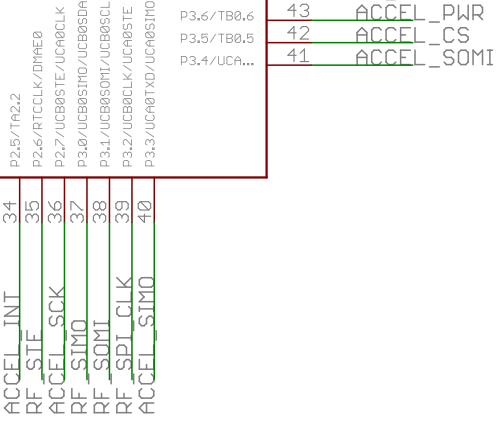 P3.6/TB0.6 43 ACCEL_PWR
P3.5/TB0.5 42 ACCEL_CS
P3.4/UCA... 41 ACCEL_SOMI
P2.5/TA2.2
P2.6/RTCCLK/DMAE0
P2.7/UCB0STE/UCA0CLK
P3.0/UCB0SIMO/UCB0SDA
P3.1/UCB0SOMI/UCB0SCL
P3.2/UCB0CLK/UCA0STE
P3.3/UCA0TXD/UCA0SIMO
34
35
36
37
38
39
40
ACCEL_INT
RF_STE
ACCEL_SCK
RF_SIMO
RF_SOMI
RF_SPI_CLK
ACCEL_SIMO